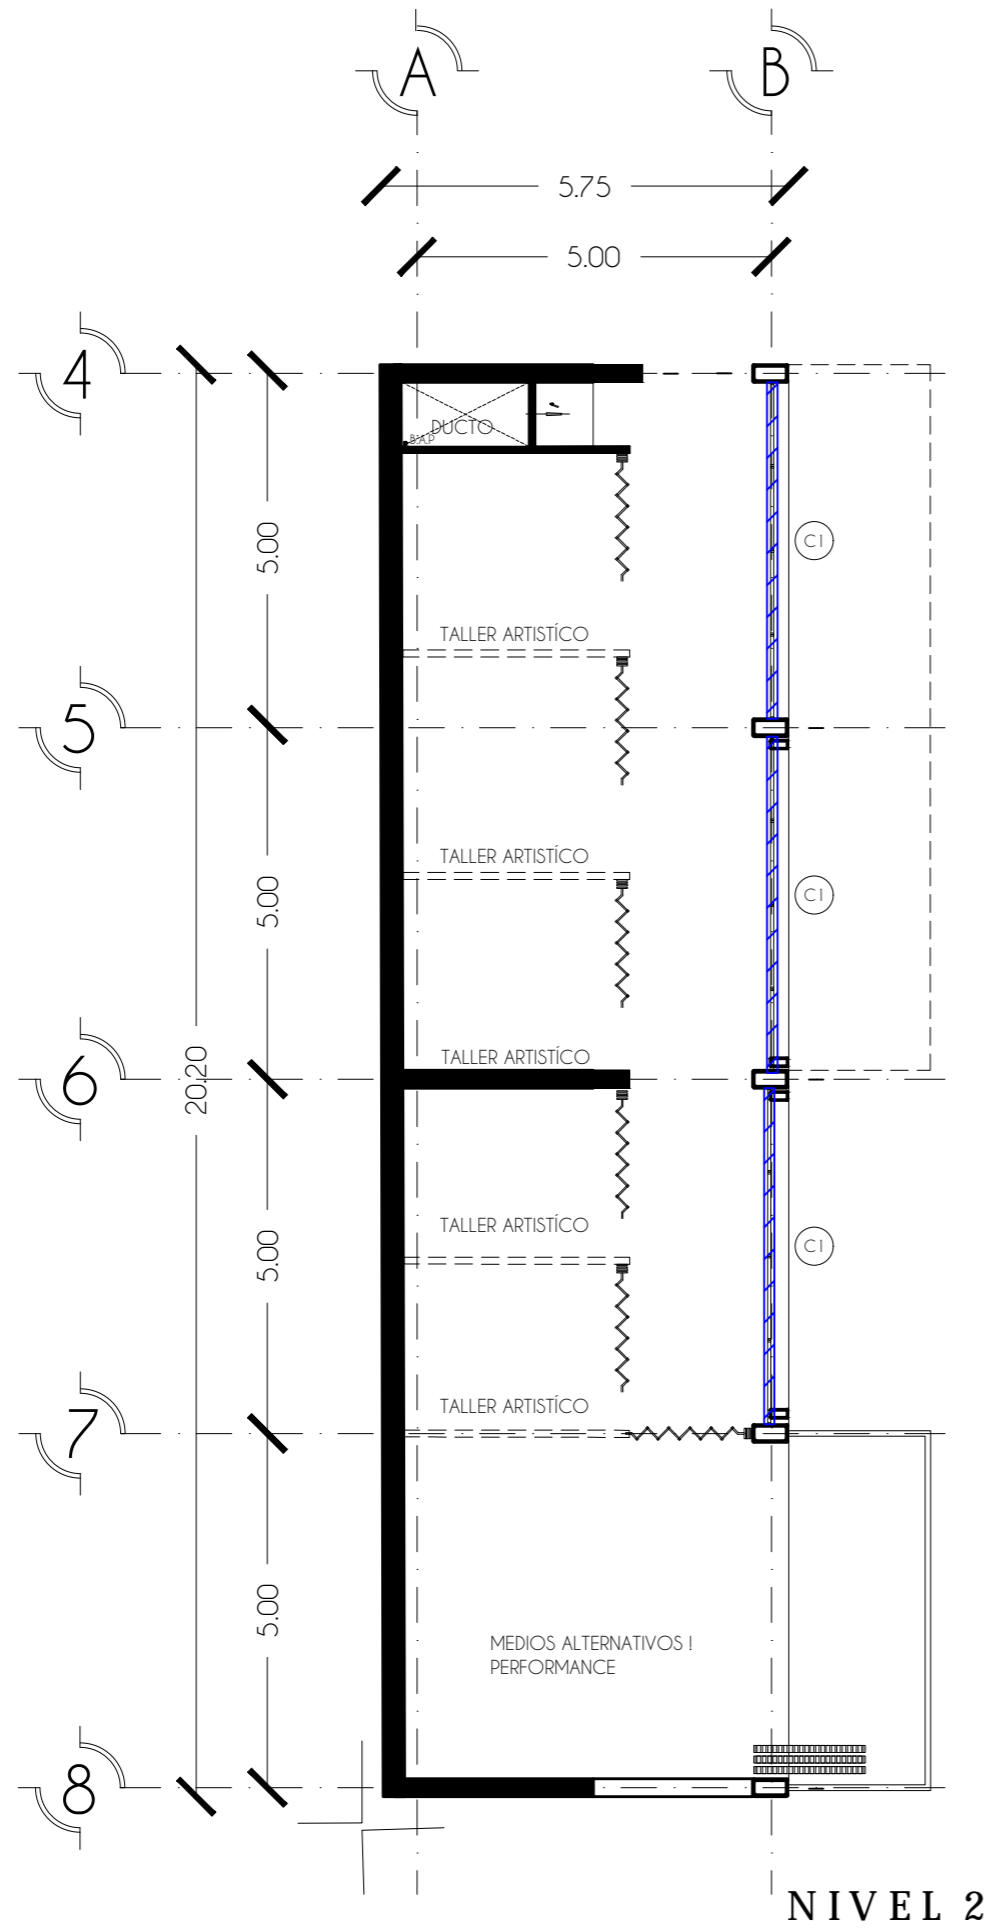 A
B
5.75
5.00
4
DUCTO
B.A.P
5.00
C1
TALLER ARTISTÍCO
5
TALLER ARTISTÍCO
5.00
C1
TALLER ARTISTÍCO
6
20.20
TALLER ARTISTÍCO
5.00
C1
TALLER ARTISTÍCO
7
5.00
MEDIOS ALTERNATIVOS !
PERFORMANCE
8
NIVEL 2